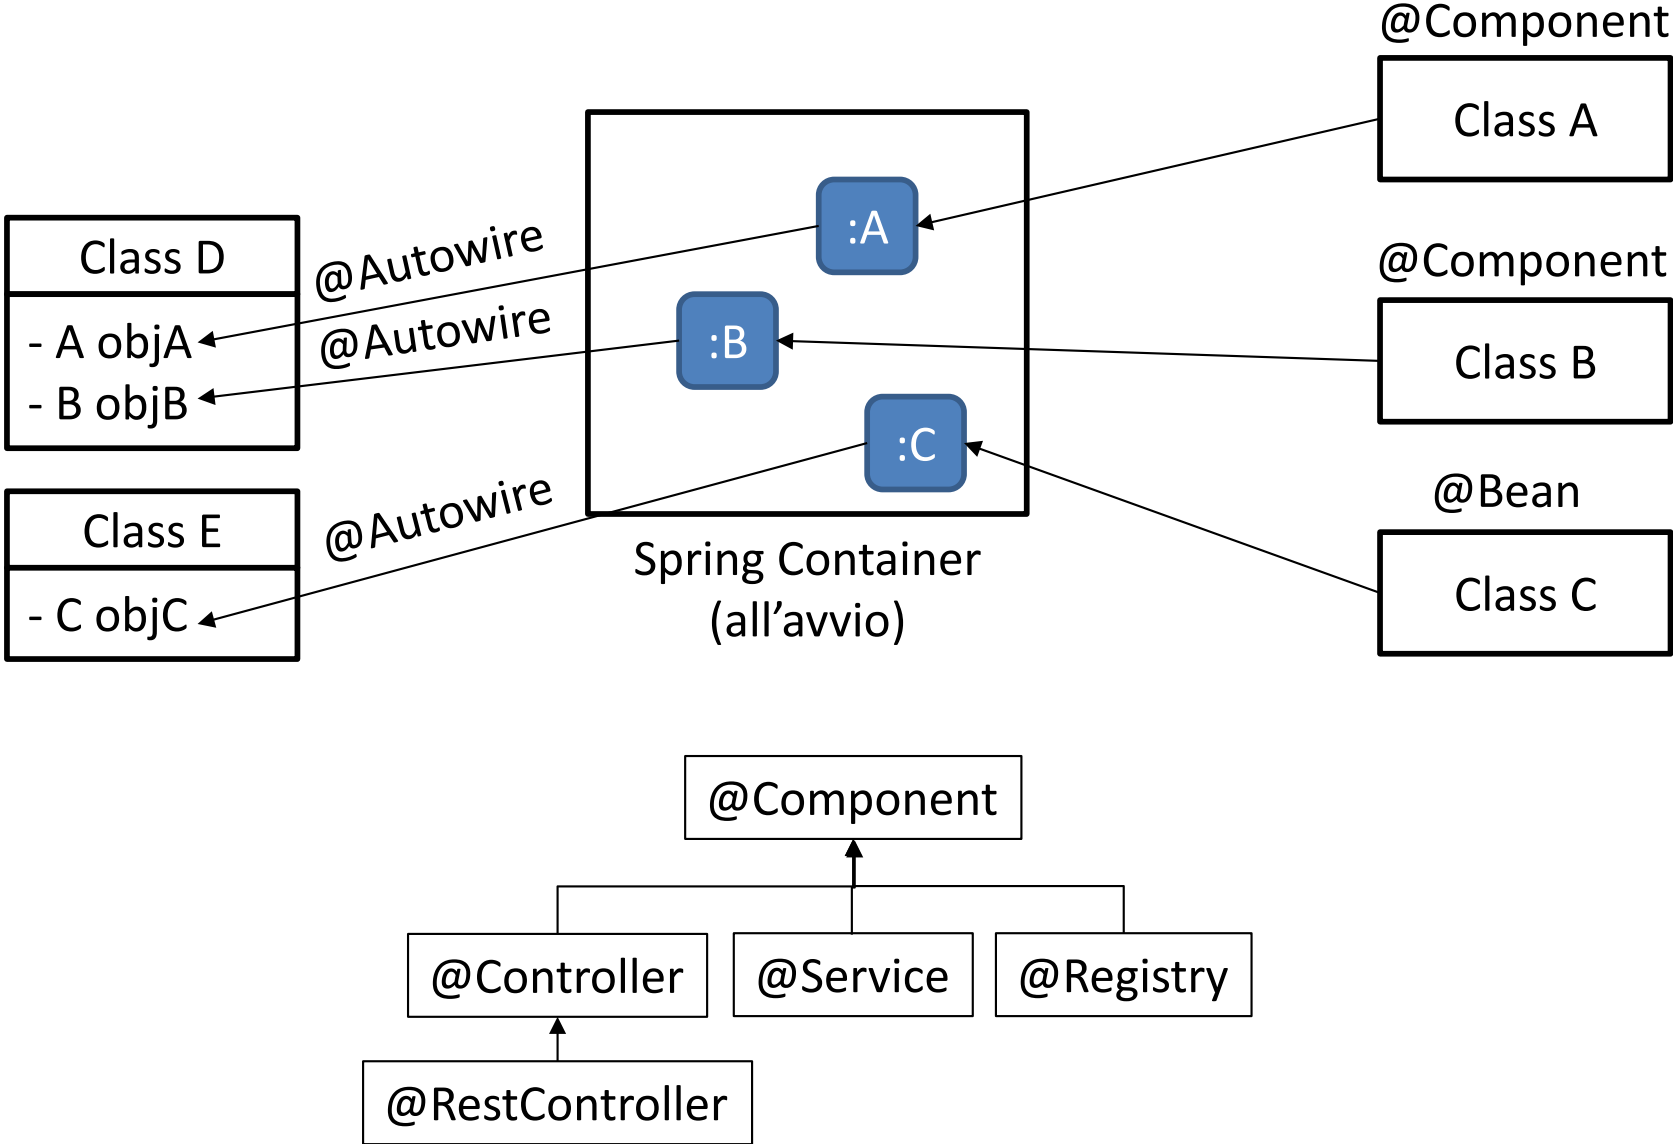 @Component
Class A
:A
@Autowire
Class D
- A objA
- B objB
@Autowire
:B
@Component
Class B
:C
@Autowire
Class E
- C objC
@Bean
Class C
Spring Container
(all’avvio)
@Component
@Controller
@Service
@Registry
@RestController